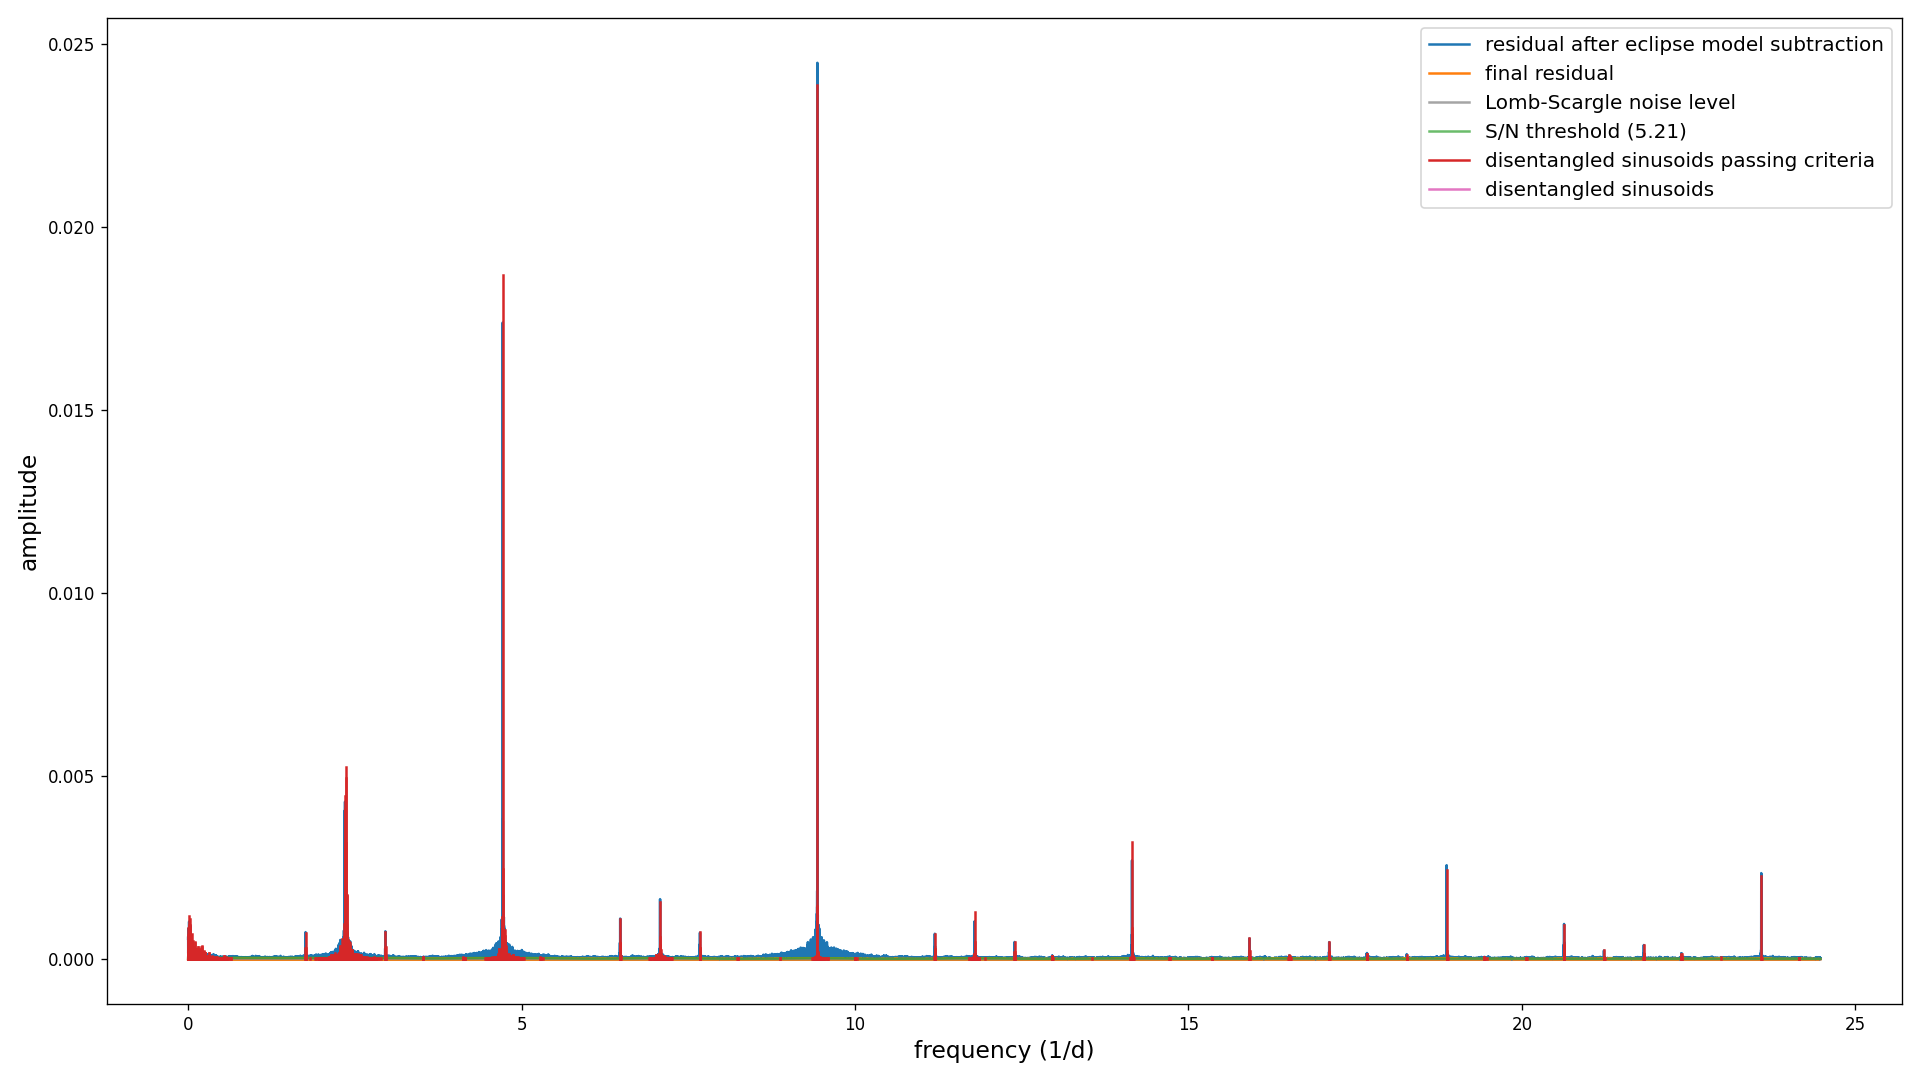 residual after eclipse model subtraction
final residual
Lomb-Scargle noise level
S/N threshold (5.21)
disentangled sinusoids passing criteria
disentangled sinusoids
amplitude
0.025
0.020
0.015
0.010
0.005
0.000
0 5 10 15 20 25
frequency (1/d)